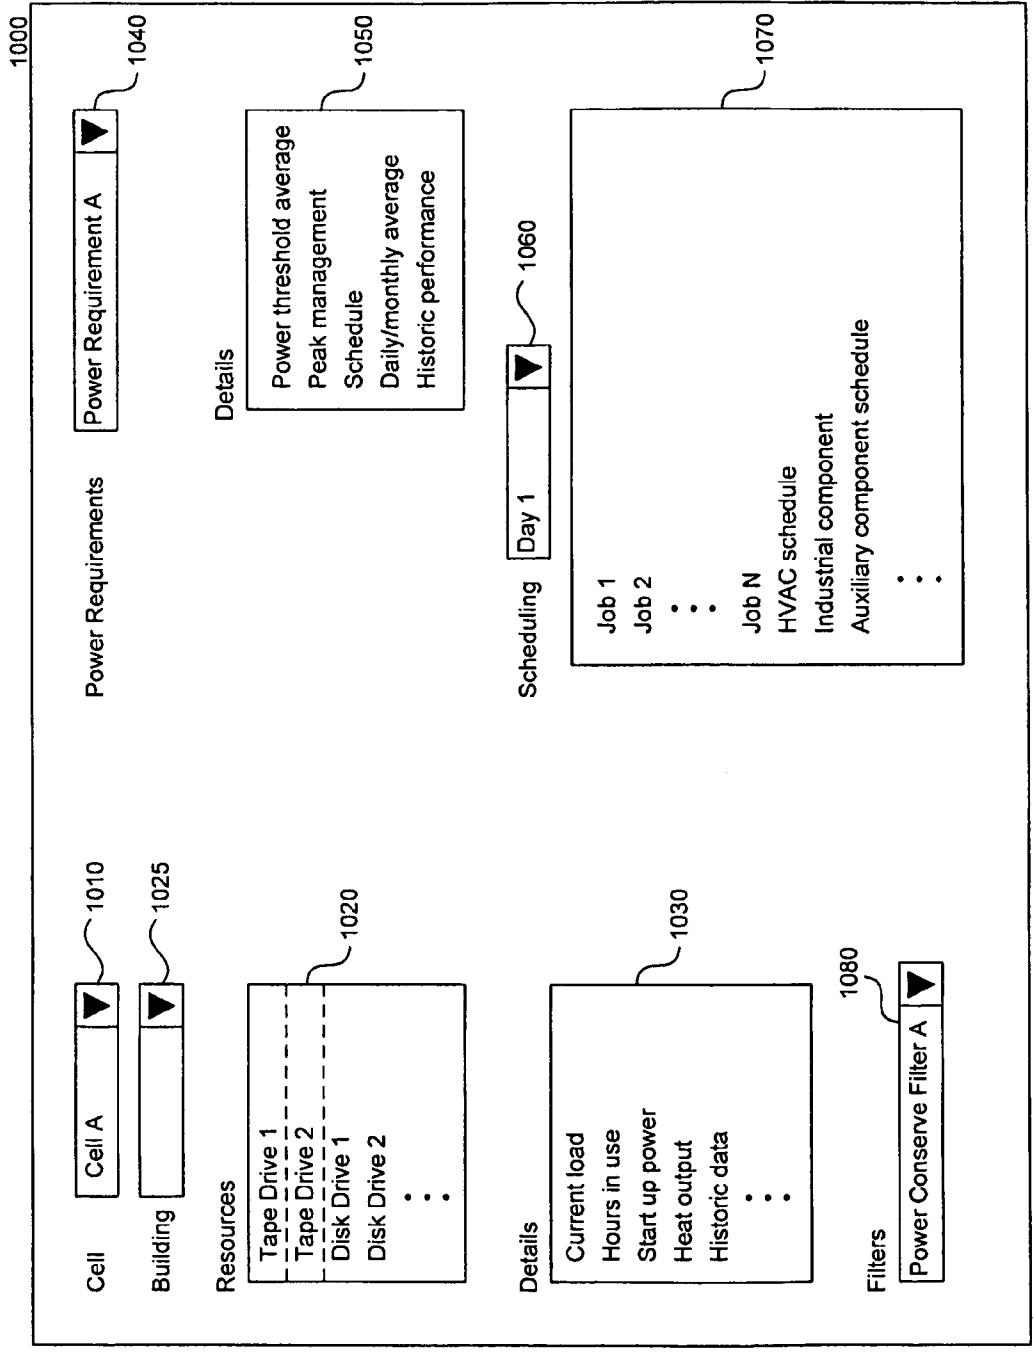 1000
Cell
Cell A
1010
Building
1025
Resources
Tape Drive 1
Tape Drive 2
Disk Drive 1
Disk Drive 2
1020
Details
Current load
Hours in use
Start up power
Heat output
Historic data
1030
Filters
Power Conserve Filter A
1080
Power Requirements
Power Requirement A
1040
Details
Power threshold average
Peak management
Schedule
Daily/monthly average
Historic performance
1050
Scheduling
Day 1
1060
Job 1
Job 2
Job N
HVAC schedule
Industrial component
Auxiliary component schedule
1070